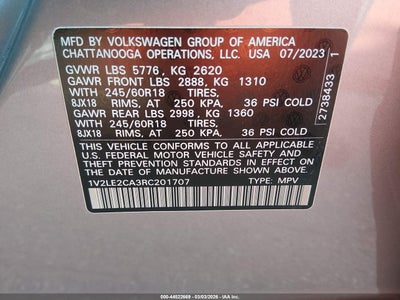 MFD BY VOLKSWAGEN GROUP OF AMERICA
CHATTANOOGA OPERATIONS, LLC. USA 07/2023
GVWR LBS 5776, KG 2620
GAWR FRONT LBS 2888, KG 1310
WITH 245/60R18 TIRES,
8JX18 RIMS, AT 250 KPA, 36 PSI COLD
GAWR REAR LBS 2998, KG 1360
WITH 245/60R18 TIRES,
8JX18 RIMS, AT 250 KPA, 36 PSI COLD
THIS VEHICLE CONFORMS TO ALL APPLICABLE
U.S. FEDERAL MOTOR VEHICLE SAFETY
STANDARDS IN EFFECT ON THE DATE OF
MANUFACTURE SHOWN ABOVE.
1V2LE2CA3RC201707 TYPE: MPV
2738433 1
000-44622669 - 03/03/2026 - IAA Inc.